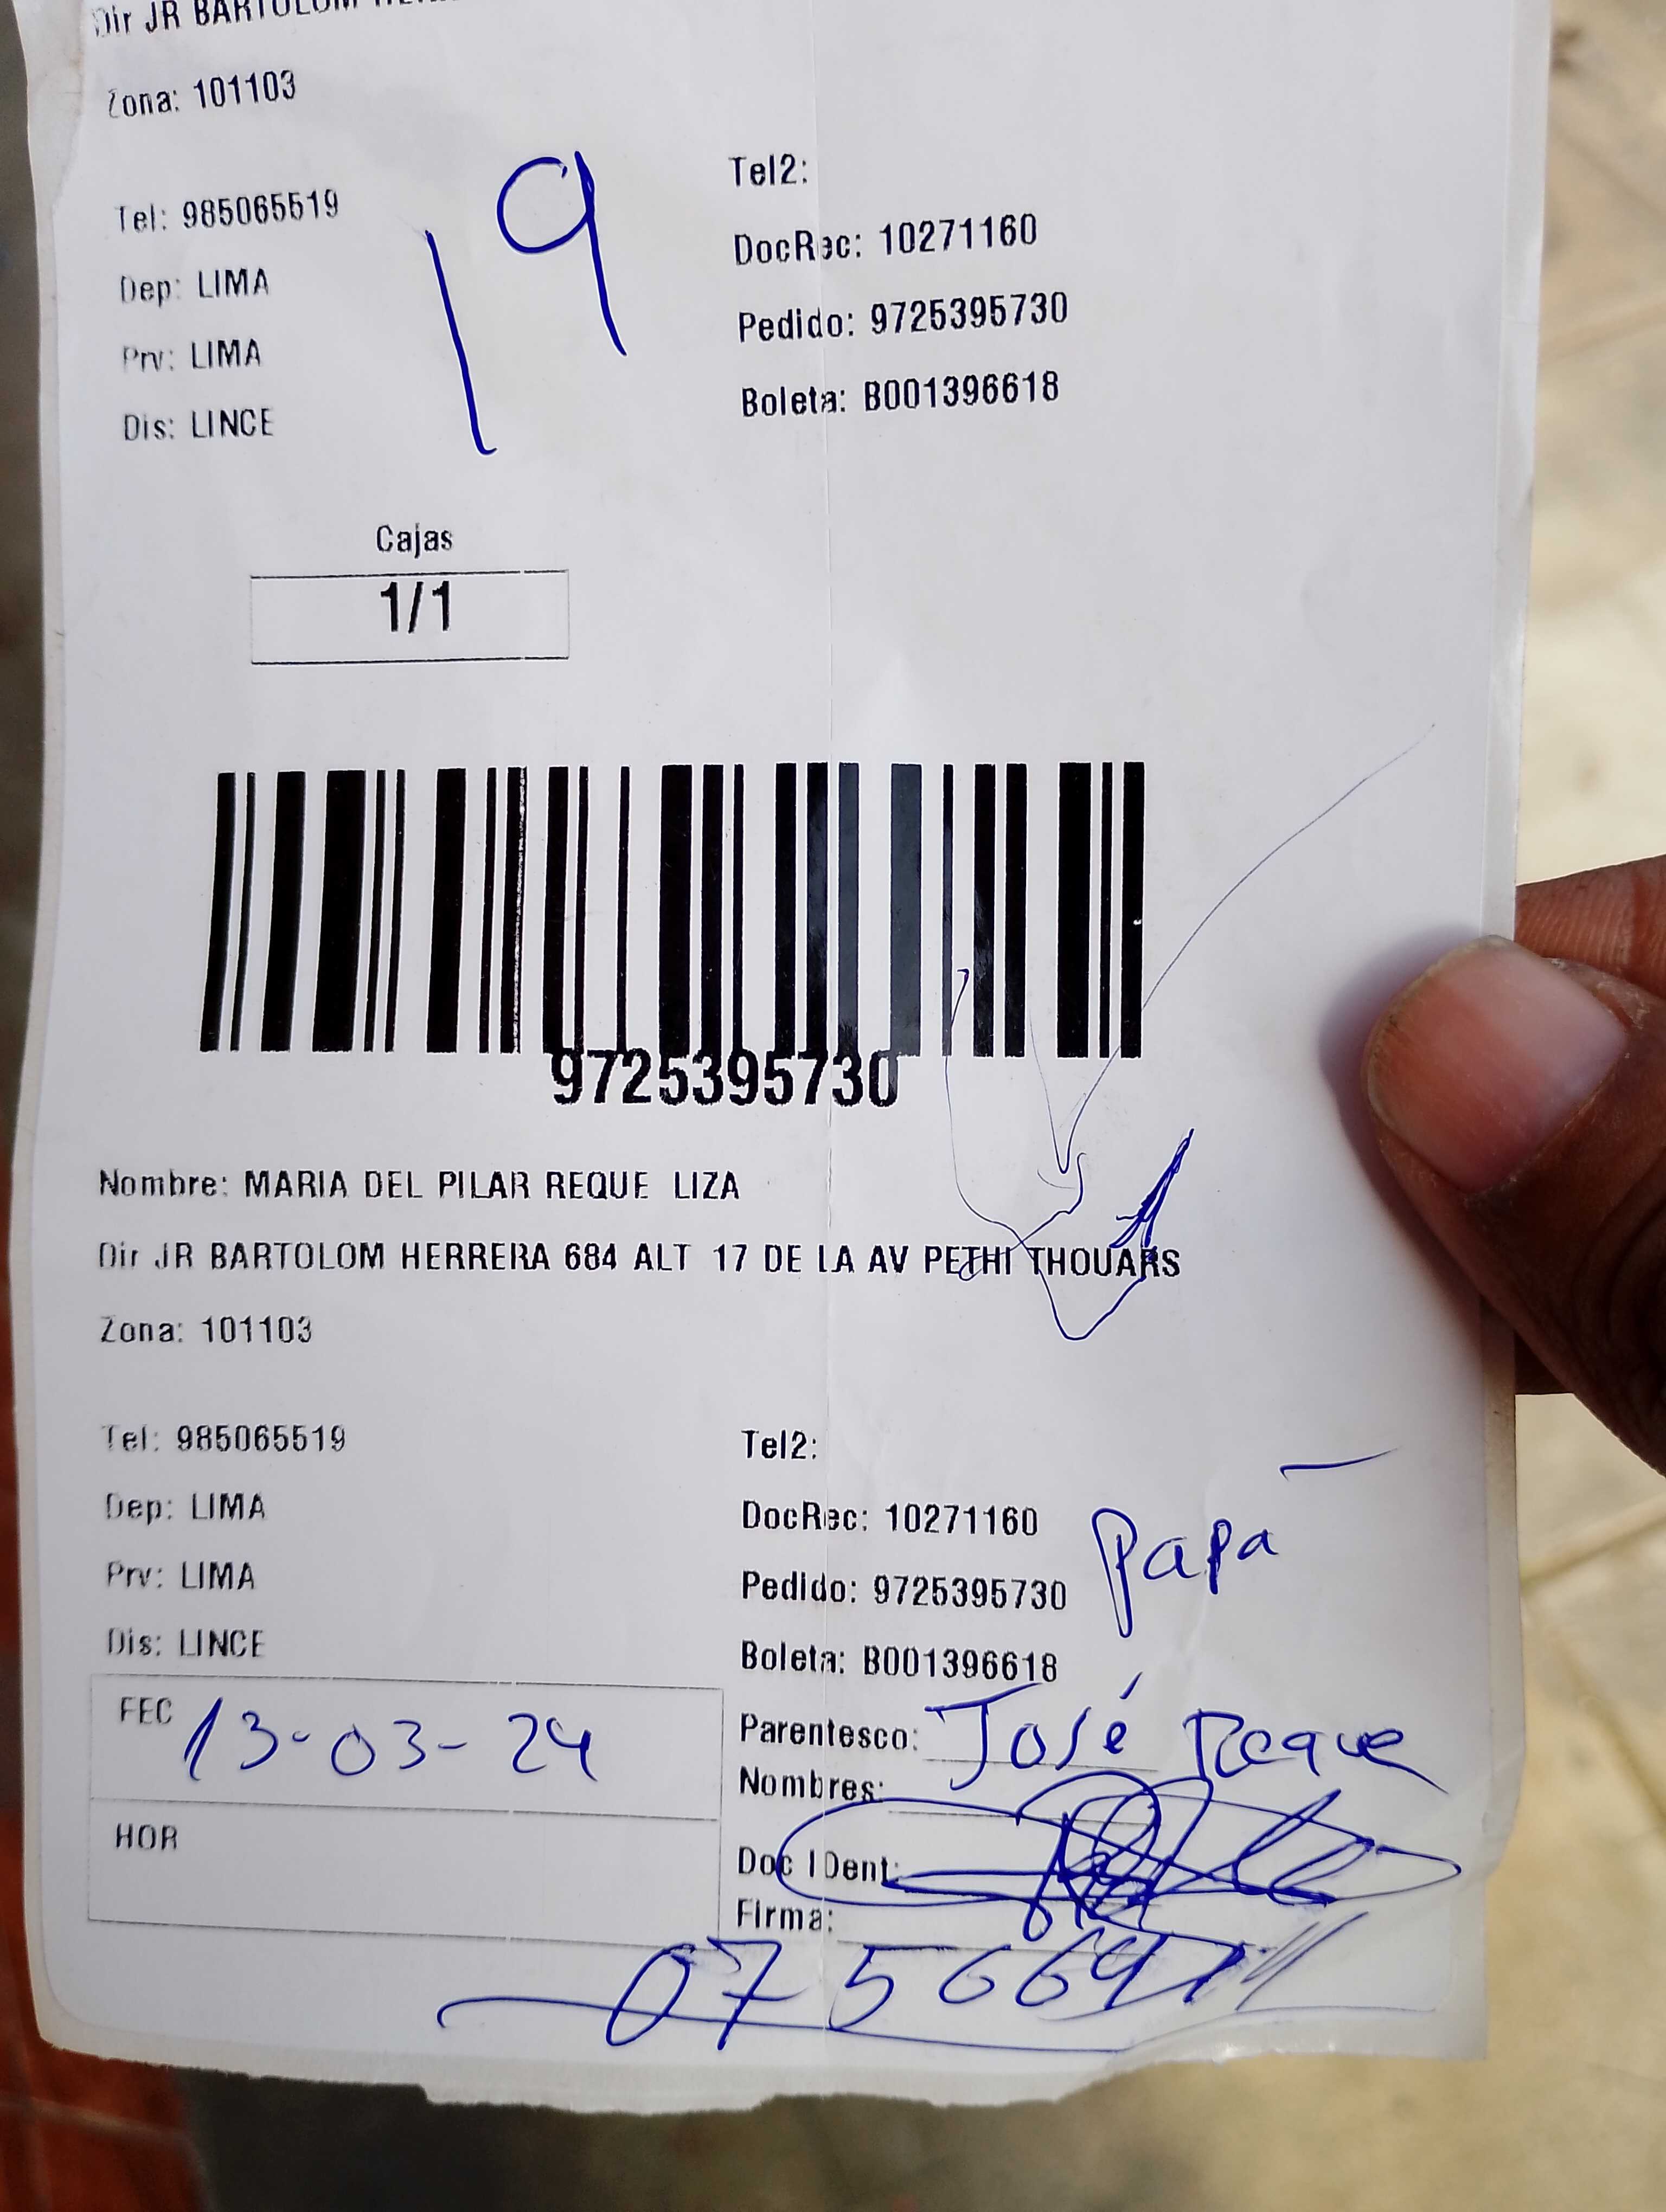 Dir JR BARTOLOM
Zona: 101103
19
Tel: 985065519
Tel2:
Dep: LIMA
DocRec: 10271160
Prv: LIMA
Pedido: 9725395730
Dis: LINCE
Boleta: B001396618
Cajas
1/1
9725395730
Nombre: MARIA DEL PILAR REQUE LIZA
Dir JR BARTOLOM HERRERA 684 ALT 17 DE LA AV PETHI THOUARS
Zona: 101103
Tel: 985065519
Tel2:
Dep: LIMA
DocRec: 10271160
papá
Prv: LIMA
Pedido: 9725395730
Dis: LINCE
Boleta: B001396618
FEC 13-03-24
Parentesco: José Reque
Nombres:
HOR
Doc IDent:
Firma: